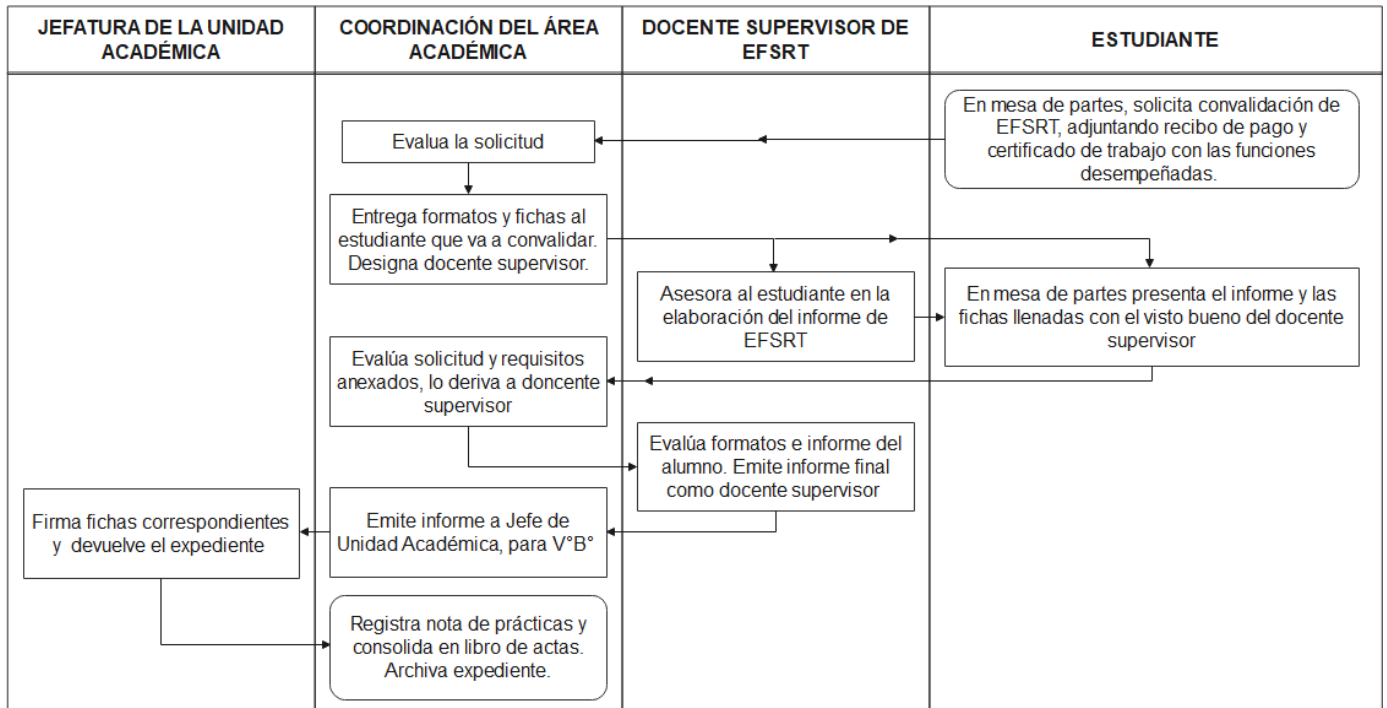 JEFATURA DE LA UNIDAD
ACADÉMICA
COORDINACIÓN DEL ÁREA
ACADÉMICA
DOCENTE SUPERVISOR DE
EFSRT
ESTUDIANTE
En mesa de partes, solicita convalidación de
EFSRT, adjuntando recibo de pago y
certificado de trabajo con las funciones
desempeñadas.
Evalua la solicitud
Entrega formatos y fichas al
estudiante que va a convalidar.
Designa docente supervisor.
Asesora al estudiante en la
elaboración del informe de
EFSRT
En mesa de partes presenta el informe y las
fichas llenadas con el visto bueno del docente
supervisor
Evalúa solicitud y requisitos
anexados, lo deriva a doncente
supervisor
Evalúa formatos e informe del
alumno. Emite informe final
como docente supervisor
Emite informe a Jefe de
Unidad Académica, para V°B°
Firma fichas correspondientes
y devuelve el expediente
Registra nota de prácticas y
consolida en libro de actas.
Archiva expediente.